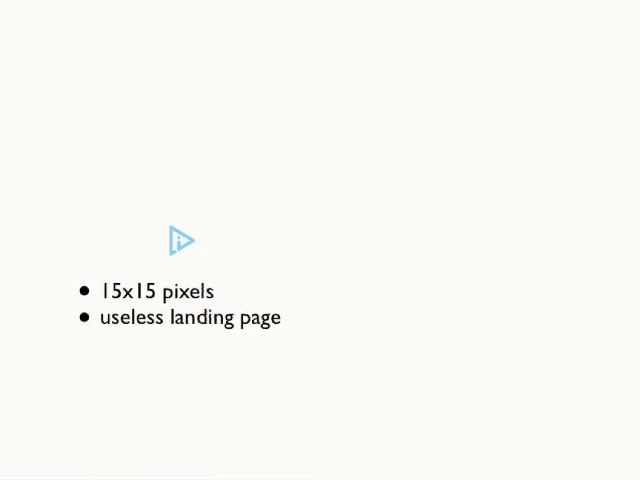 • 15x15 pixels
• useless landing page